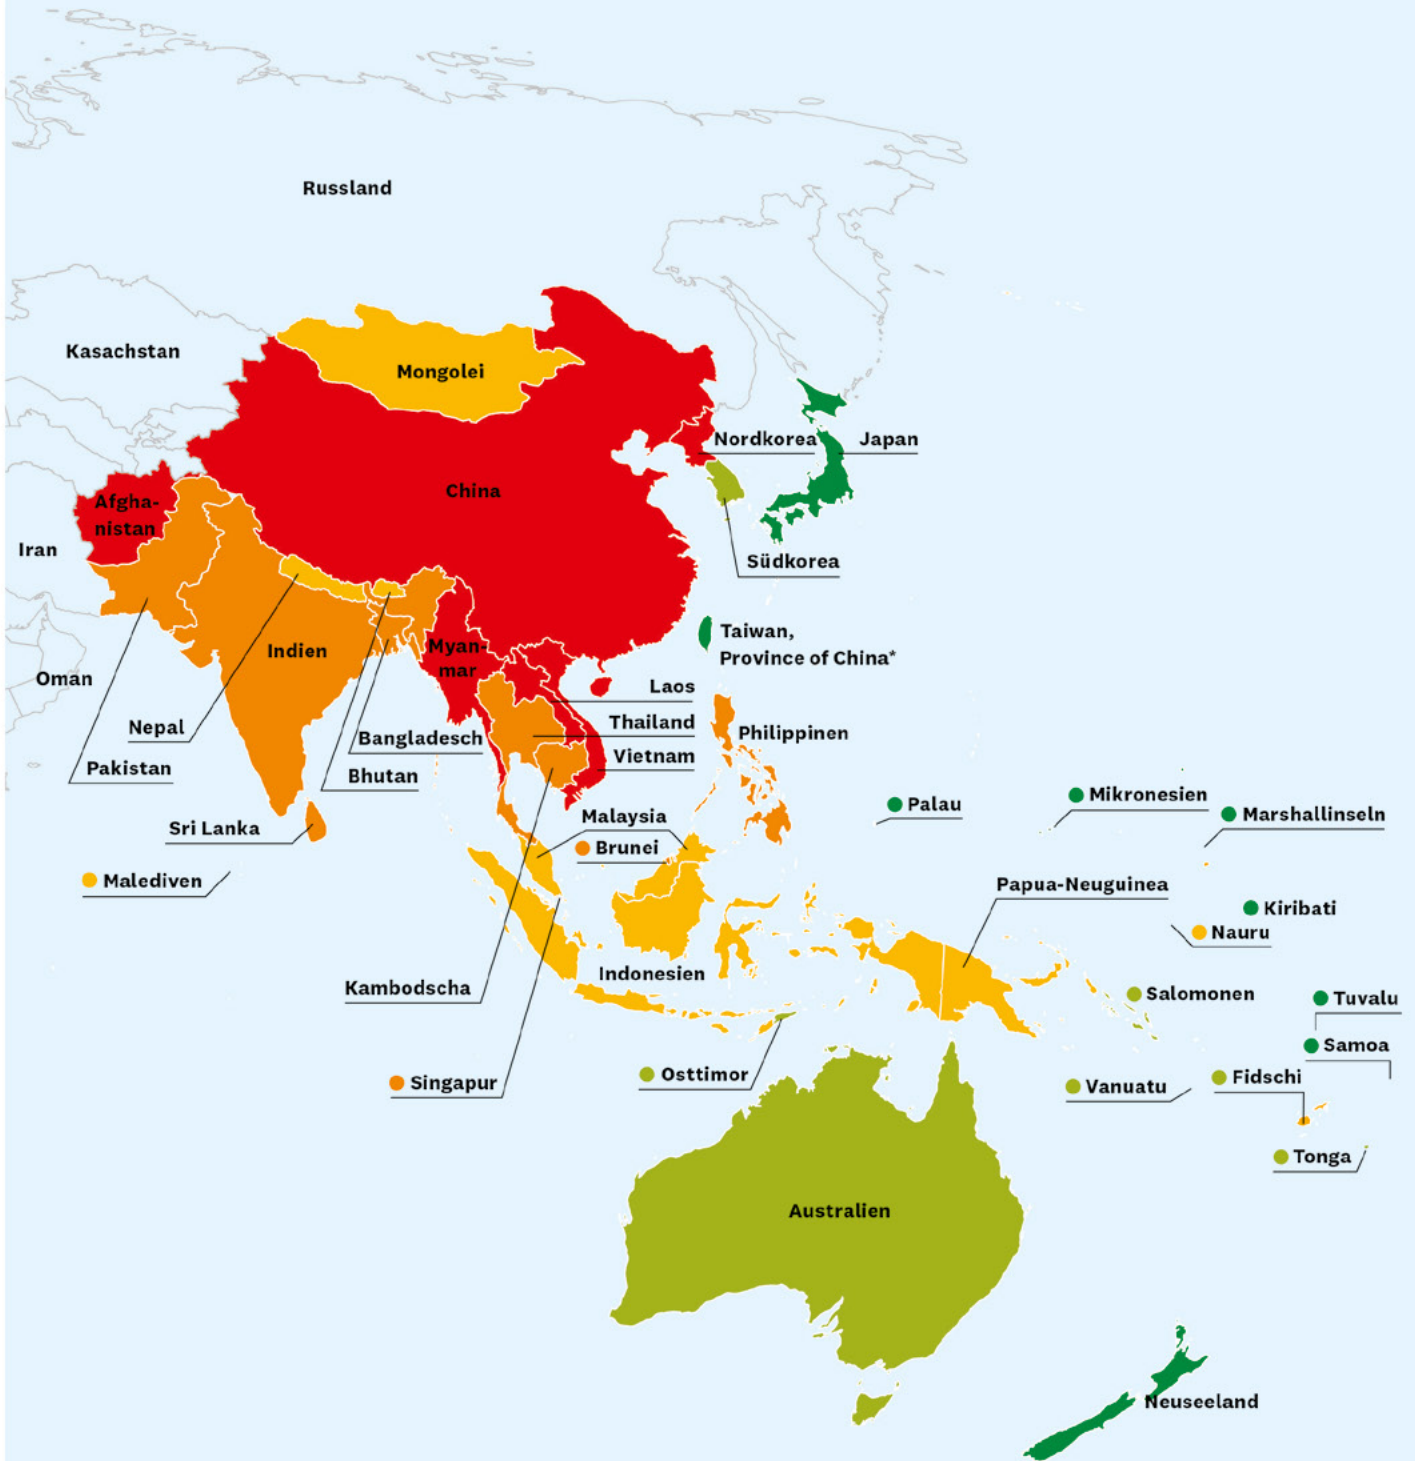 Russland
Kasachstan
Mongolei
Nordkorea
Japan
China
Afgha-
nistan
Iran
Südkorea
Taiwan,
Province of China*
Indien
Myan-
mar
Oman
Laos
Nepal
Thailand
Philippinen
Bangladesch
Vietnam
Pakistan
Bhutan
Mikronesien
Palau
Marshallinseln
Malaysia
Sri Lanka
Brunei
Malediven
Papua-Neuguinea
Kiribati
Nauru
Indonesien
Kambodscha
Salomonen
Tuvalu
Samoa
Osttimor
Fidschi
Singapur
Vanuatu
Tonga
Australien
Neuseeland